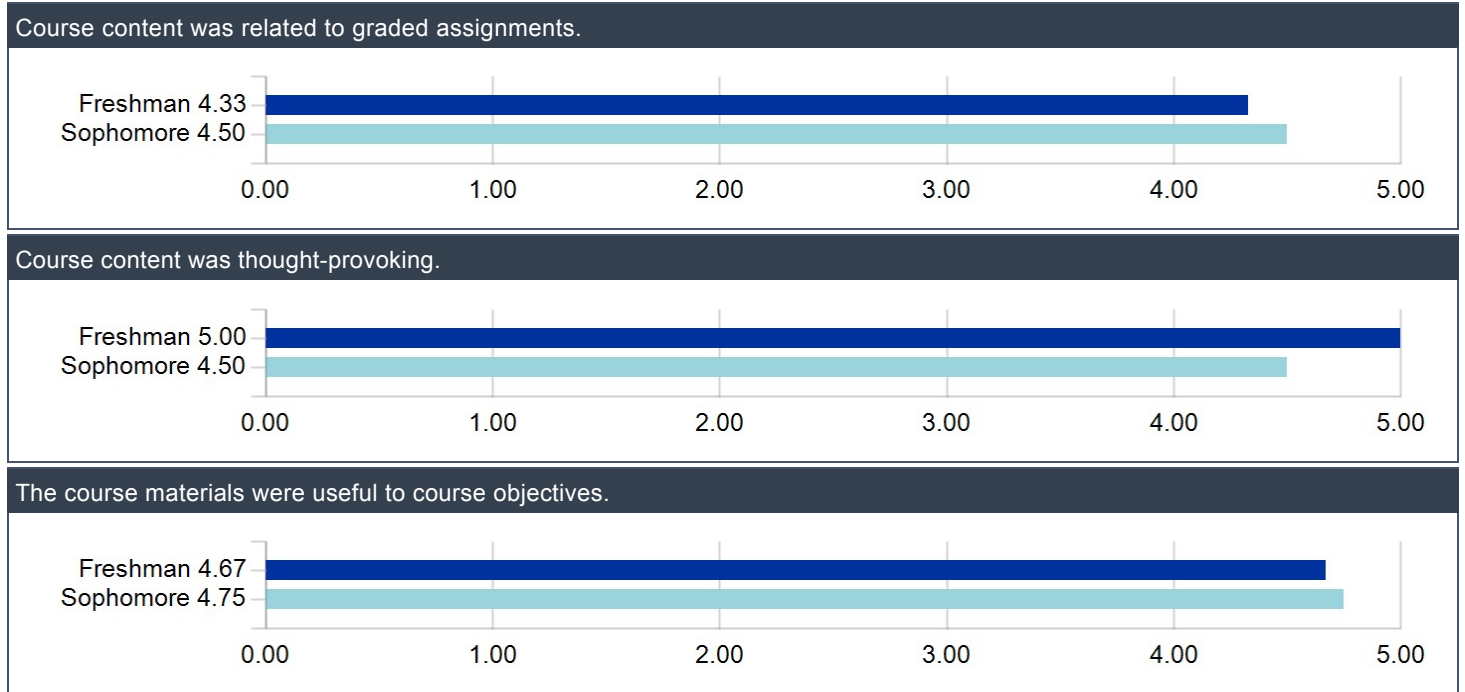 Course content was related to graded assignments.
Freshman 4.33
Sophomore 4.50
0.00 1.00 2.00 3.00 4.00 5.00
Course content was thought-provoking.
Freshman 5.00
Sophomore 4.50
0.00 1.00 2.00 3.00 4.00 5.00
The course materials were useful to course objectives.
Freshman 4.67
Sophomore 4.75
0.00 1.00 2.00 3.00 4.00 5.00